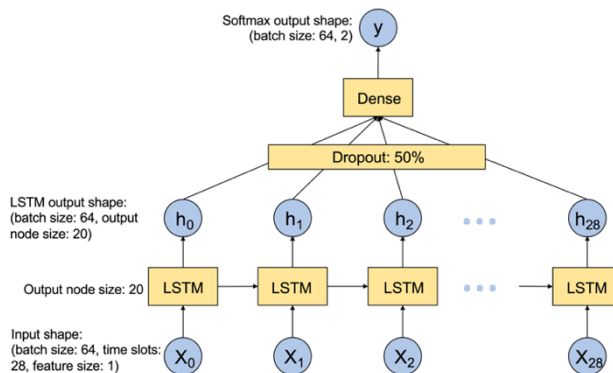 Softmax output shape:
(batch size: 64, 2)
y
Dense
Dropout: 50%
LSTM output shape:
(batch size: 64, output
node size: 20)
h0
h1
h2
h28
Output node size: 20
LSTM
LSTM
LSTM
LSTM
Input shape:
(batch size: 64, time slots:
28, feature size: 1)
X0
X1
X2
X28